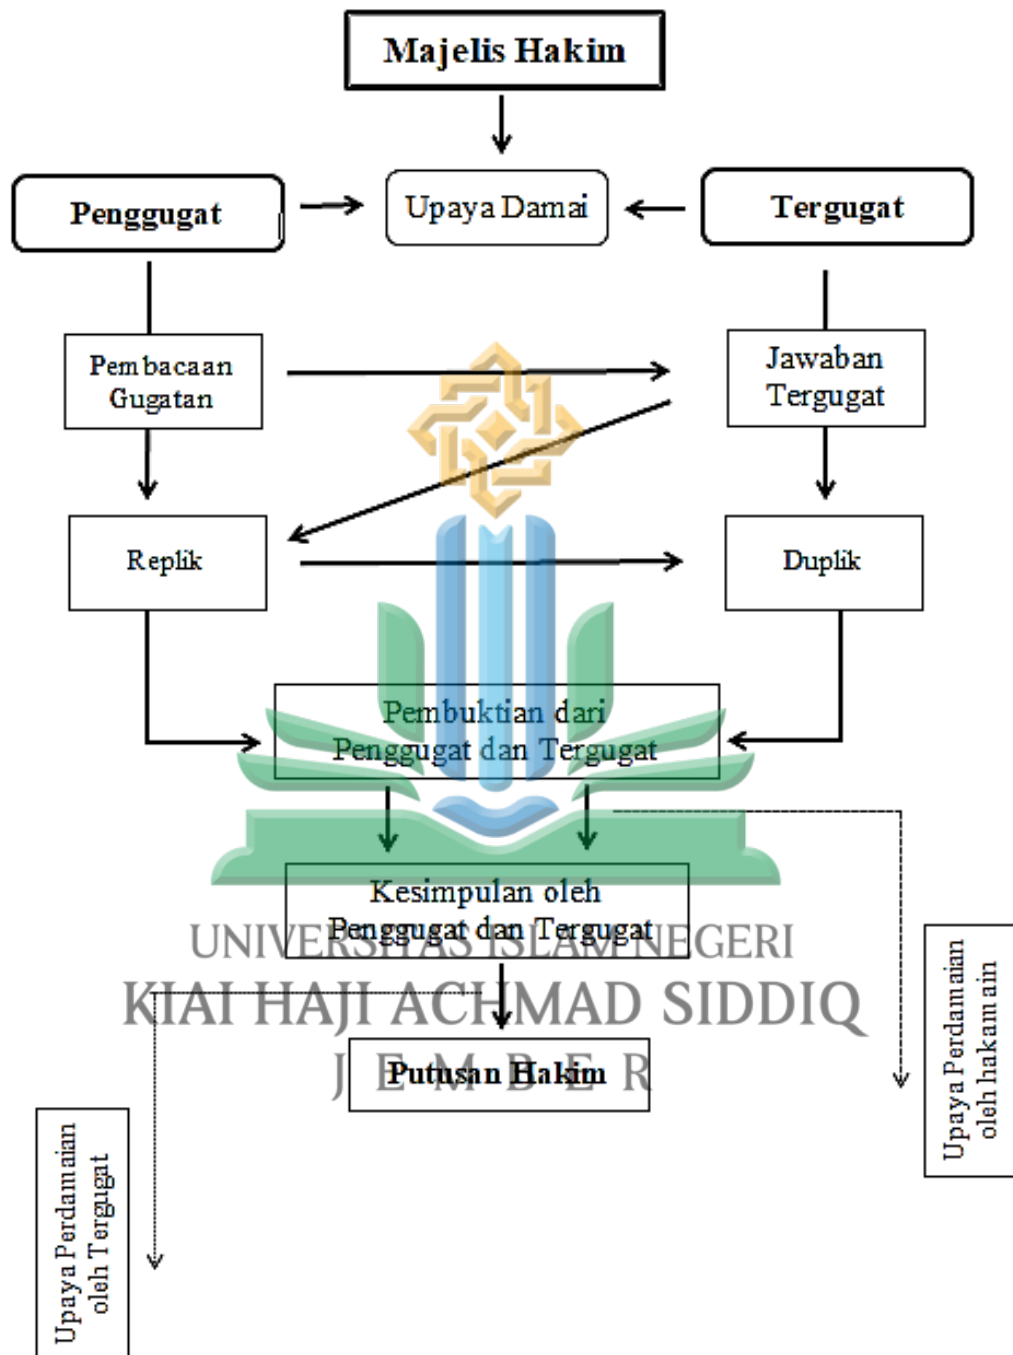 Majelis Hakim
Penggugat
Upaya Damai
Tergugat
Pembacaan
Gugatan
Jawaban
Tergugat
Replik
Duplik
Pembuktian dari
Penggugat dan Tergugat
Kesimpulan oleh
Penggugat dan Tergugat
UNIVERSITAS ISLAM NEGERI
KIAI HAJI ACHMAD SIDDIQ
JEMBER
Putusan Hakim
Upaya Perdamaian
oleh hakamain
Upaya Perdamaian
oleh Tergugat